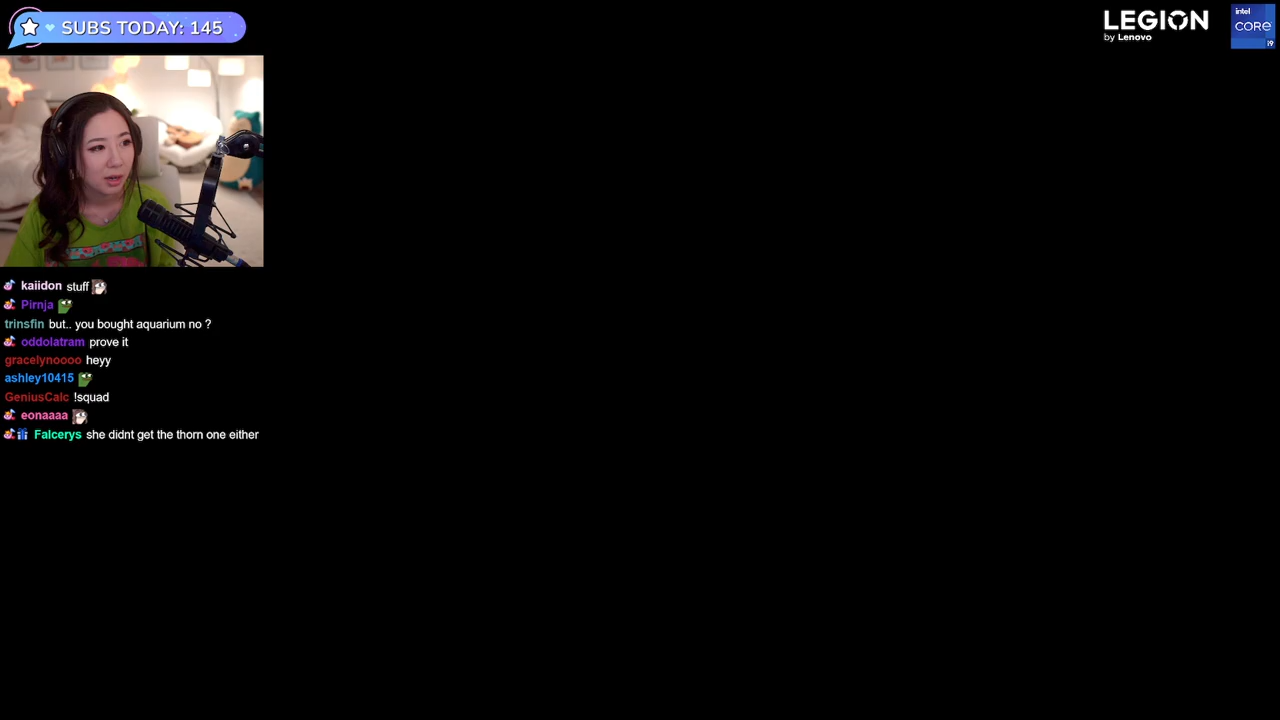 SUBS TODAY: 145
LEGION
by Lenovo
intel
CORE
i9
kaiidon stuff
Pirnja
trinsfin but.. you bought aquarium no ?
oddolatram prove it
gracelynoooo heyy
ashley10415
GeniusCalc !squad
eonaaaa
Falcerys she didnt get the thorn one either